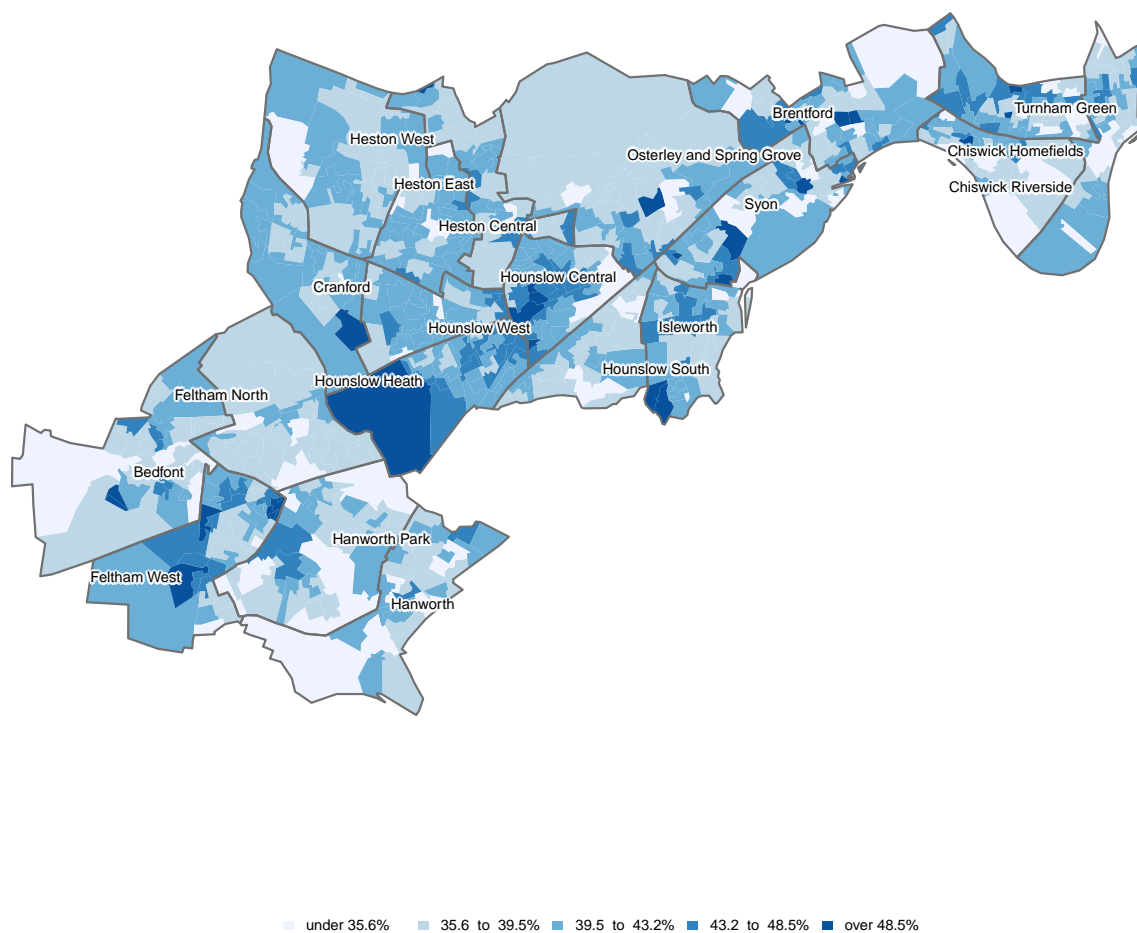 Turnham Green
Brentford
Heston West
Chiswick Homefields
Osterley and Spring Grove
Heston East
Chiswick Riverside
Syon
Heston Central
Hounslow Central
Cranford
Hounslow West
Isleworth
Hounslow South
Hounslow Heath
Feltham North
Bedfont
Hanworth Park
Feltham West
Hanworth
under 35.6% 35.6 to 39.5% 39.5 to 43.2% 43.2 to 48.5% over 48.5%